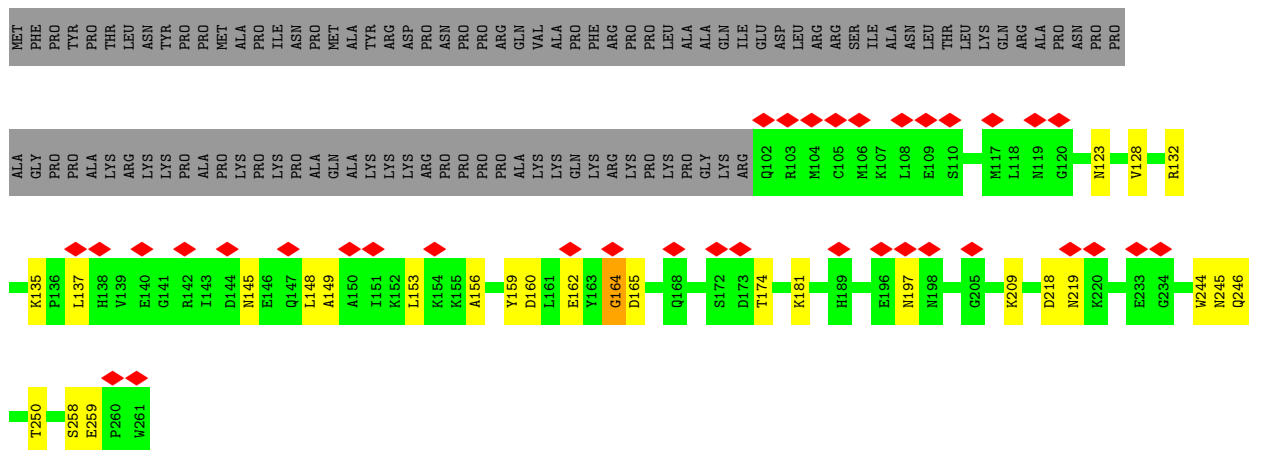 MET PHE PRO TYR PRO THR LEU ASN TYR PRO PRO MET ALA PRO ILE ASN PRO MET ALA TYR ARG ASP PRO ASN PRO PRO ARG GLN VAL ALA PRO PHE ARG PRO PRO LEU ALA ALA GLN ILE GLU ASP LEU ARG ARG SER ILE ALA ASN LEU THR LEU LYS GLN ARG ALA PRO ASN PRO PRO
ALA GLY PRO PRO ALA LYS ARG LYS LYS PRO ALA PRO LYS PRO LYS PRO ALA GLN ALA LYS LYS LYS ARG PRO PRO PRO PRO ALA LYS LYS GLN LYS ARG LYS PRO LYS PRO GLY LYS ARG Q102 R103 M104 C105 M106 K107 L108 E109 S110 M117 L118 N119 G120 N123 V128 R132
K135 P136 L137 H138 V139 E140 G141 R142 I143 D144 N145 E146 Q147 L148 A149 A150 I151 K152 L153 K154 K155 A156 Y159 D160 L161 E162 Y163 G164 D165 Q168 S172 D173 T174 K181 H189 E196 N197 N198 G205 K209 D218 N219 K220 E233 G234 W244 N245 Q246
T250 S258 E259 P260 W261